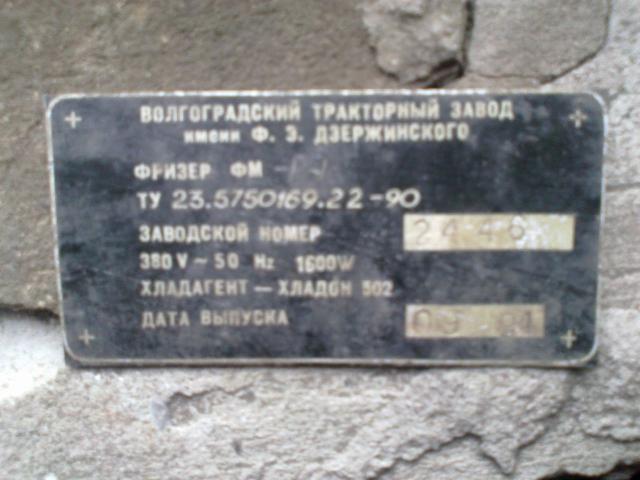 ВОЛГОГРАДСКИЙ ТРАКТОРНЫЙ ЗАВОД
имени Ф. Э. ДЗЕРЖИНСКОГО
ФРИЗЕР ФМ
ТУ 23.5750169.22-90
ЗАВОДСКОЙ НОМЕР 2446
380 V ~ 50 Hz 1600W
ХЛАДАГЕНТ — ХЛАДОН 502
ДАТА ВЫПУСКА